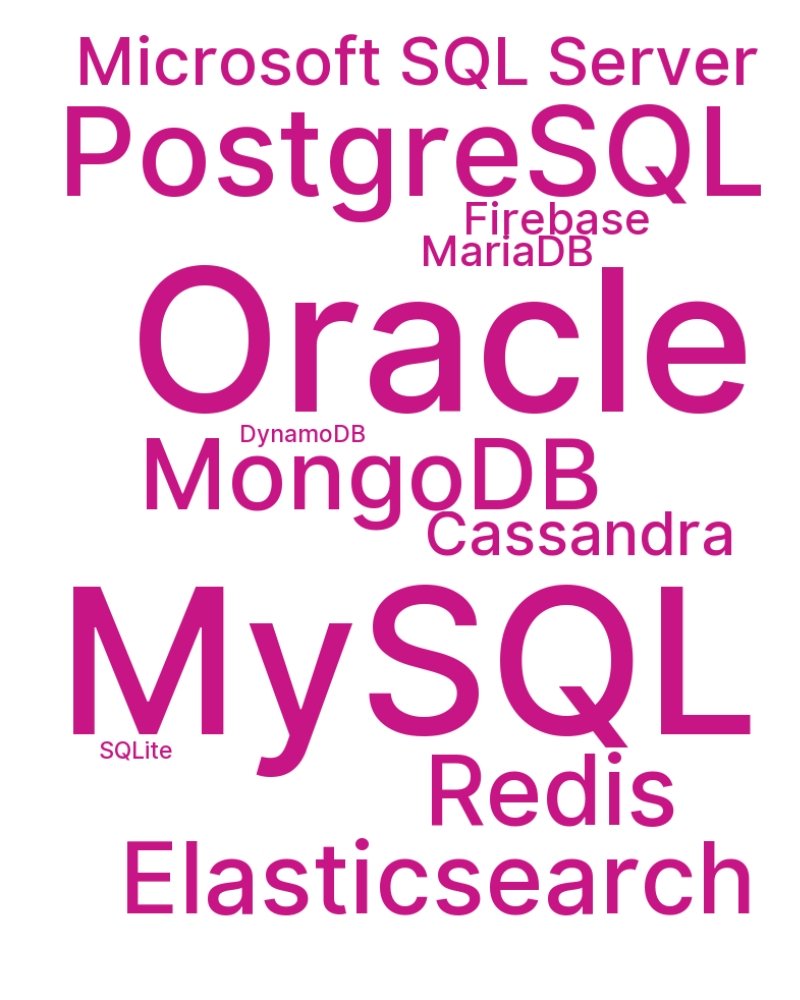 Microsoft SQL Server
PostgreSQL
Firebase
MariaDB
Oracle
DynamoDB
MongoDB
Cassandra
MySQL
SQLite
Redis
Elasticsearch